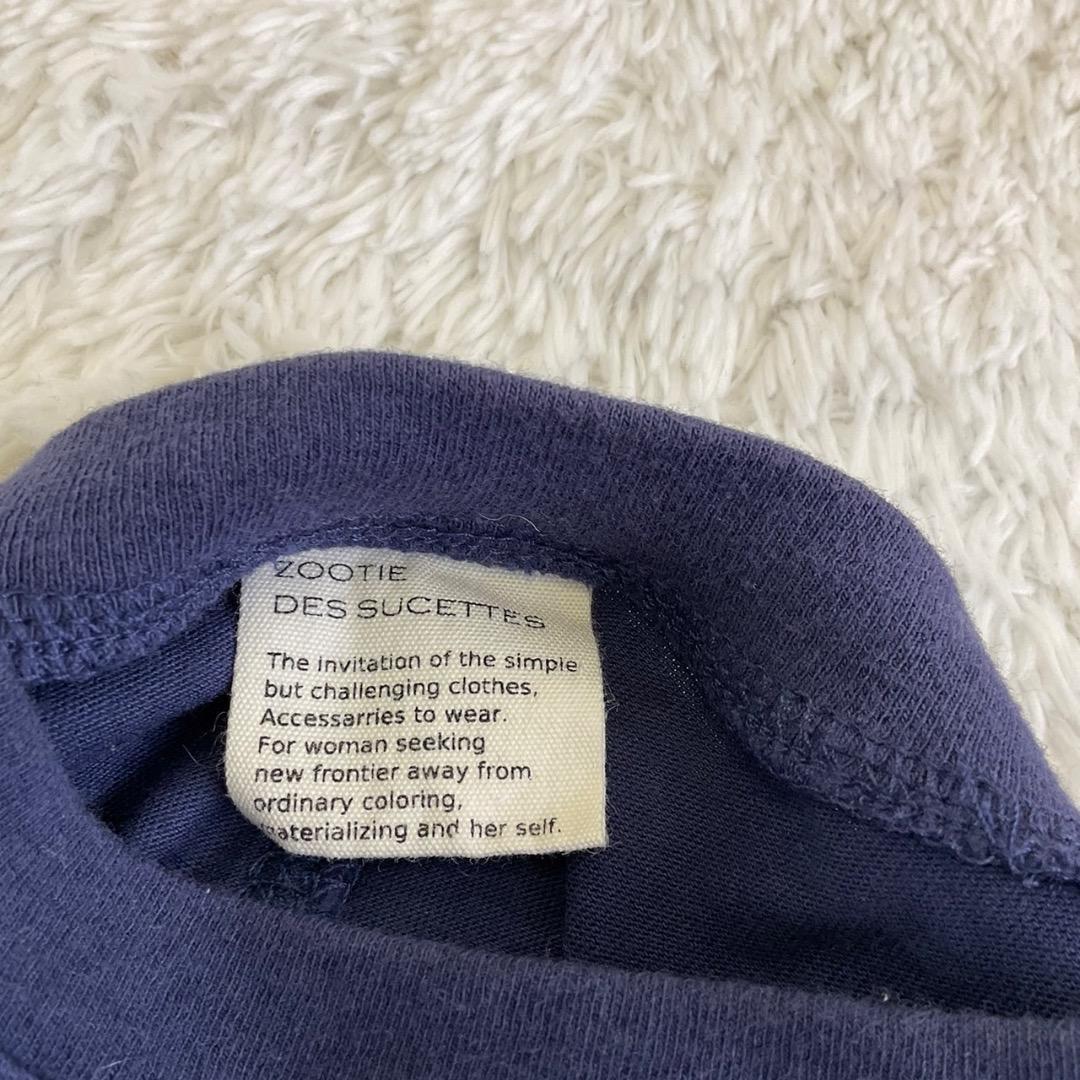 ZOOTIE
DES SUCETTES
The invitation of the simple
but challenging clothes,
Accessarries to wear.
For woman seeking
new frontier away from
ordinary coloring,
materializing and her self.